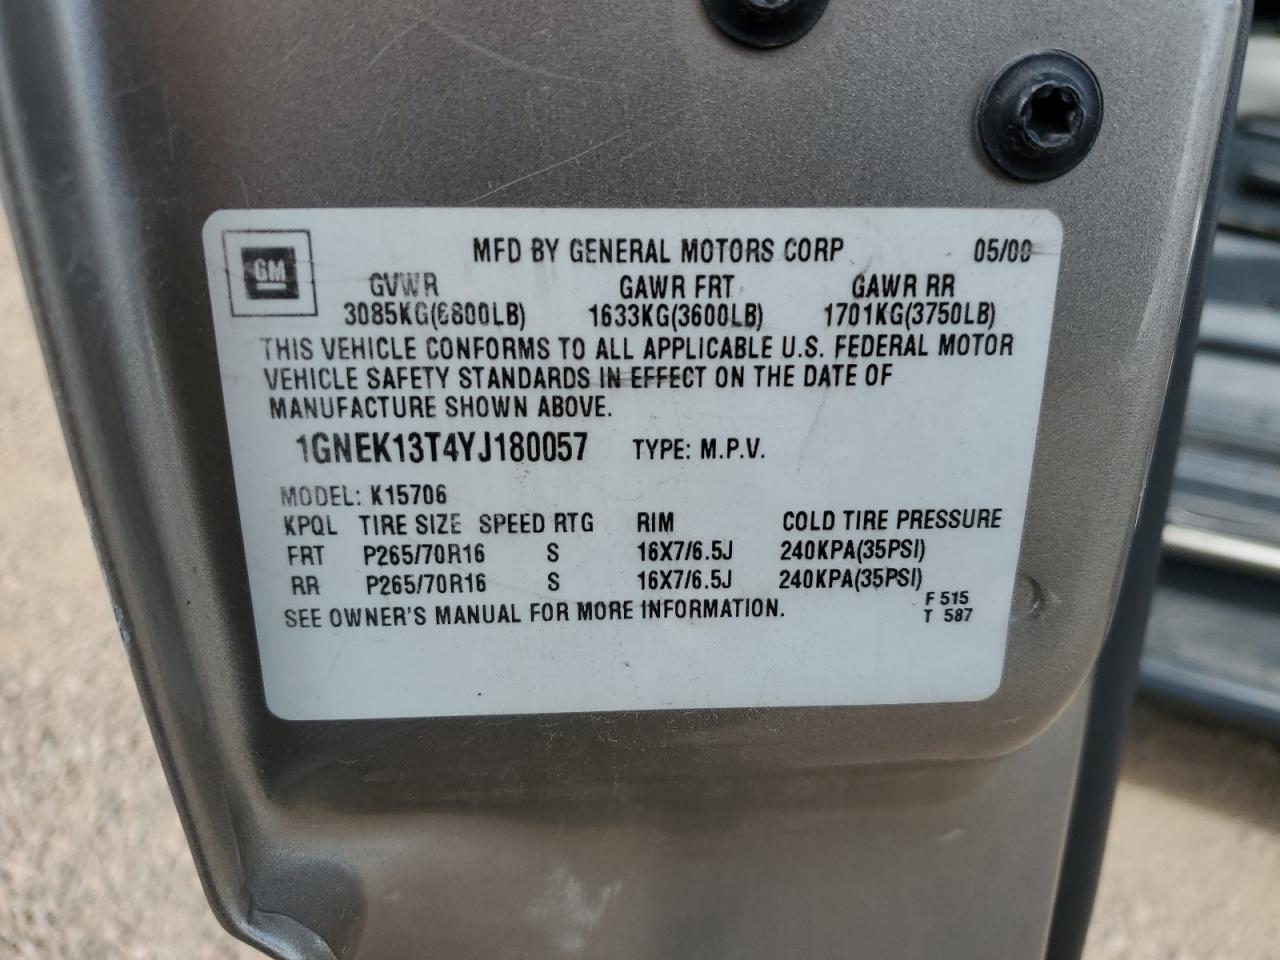 GM
MFD BY GENERAL MOTORS CORP 05/00
GVWR GAWR FRT GAWR RR
3085KG(6800LB) 1633KG(3600LB) 1701KG(3750LB)
THIS VEHICLE CONFORMS TO ALL APPLICABLE U.S. FEDERAL MOTOR
VEHICLE SAFETY STANDARDS IN EFFECT ON THE DATE OF
MANUFACTURE SHOWN ABOVE.
1GNEK13T4YJ180057 TYPE: M.P.V.
MODEL: K15706
KPQL TIRE SIZE SPEED RTG RIM COLD TIRE PRESSURE
FRT P265/70R16 S 16X7/6.5J 240KPA(35PSI)
RR P265/70R16 S 16X7/6.5J 240KPA(35PSI)
SEE OWNER'S MANUAL FOR MORE INFORMATION. F 515
T 587